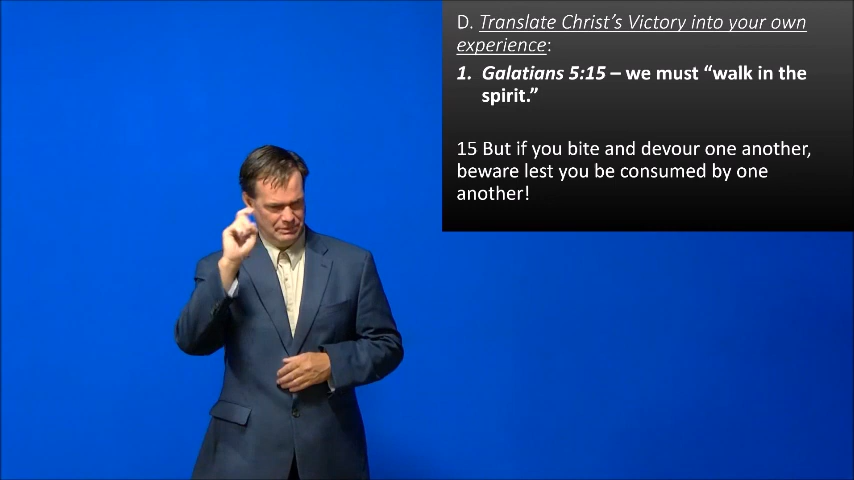 D. Translate Christ's Victory into your own
experience:
1. Galatians 5:15 – we must “walk in the
spirit.”
15 But if you bite and devour one another,
beware lest you be consumed by one
another!